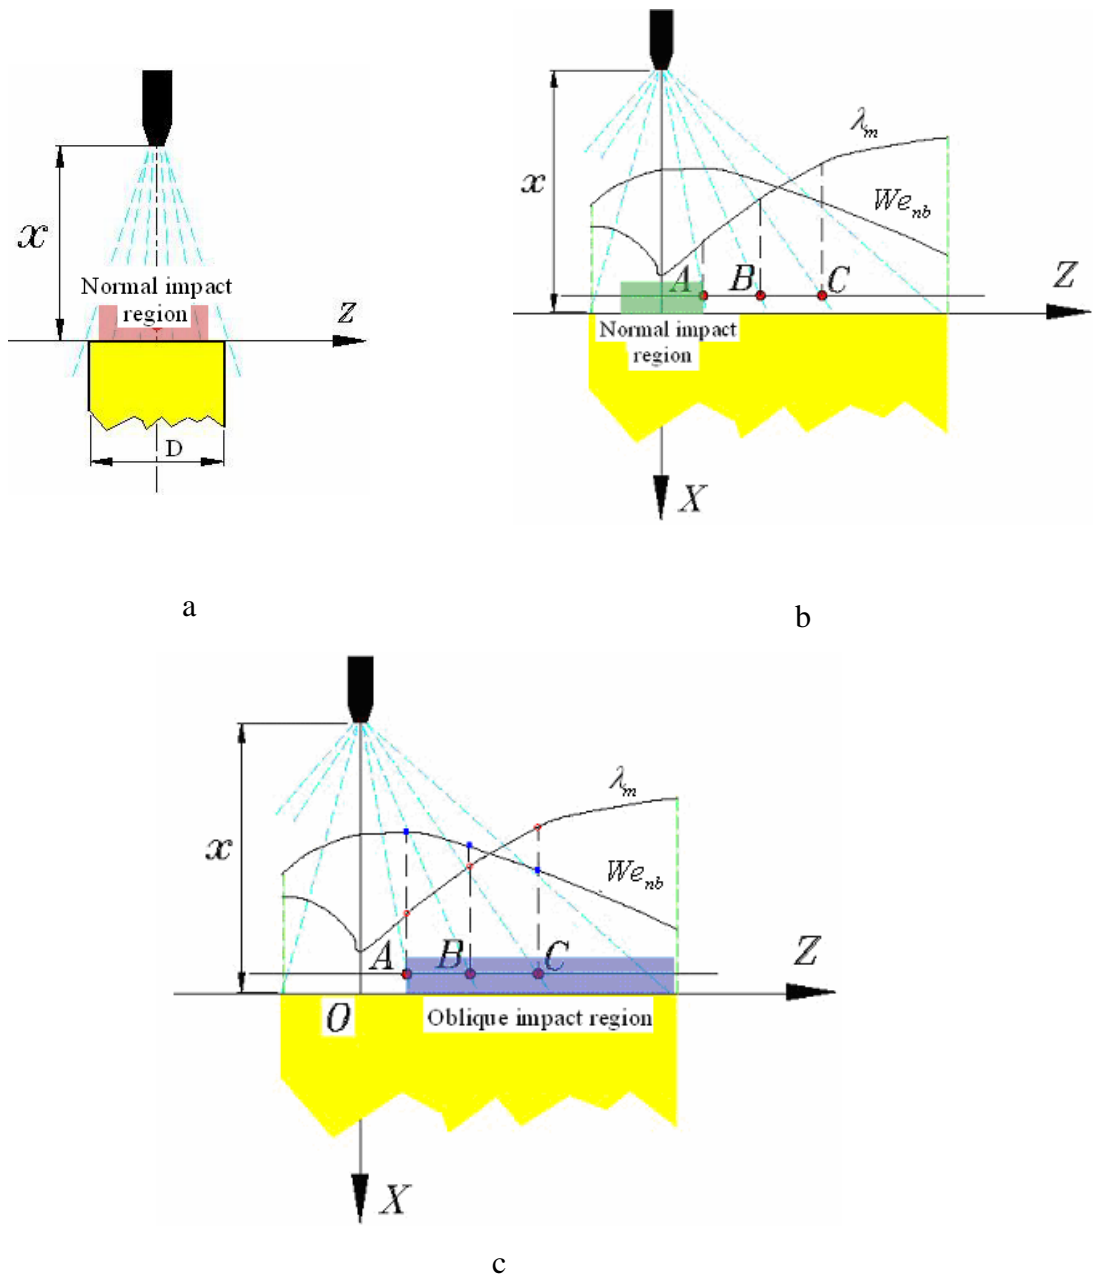 x
Normal impact
region
Z
D
a
x
λm
Wenb
A B C
Z
Normal impact
region
X
b
x
λm
Wenb
A B C
Z
O
Oblique impact region
X
c